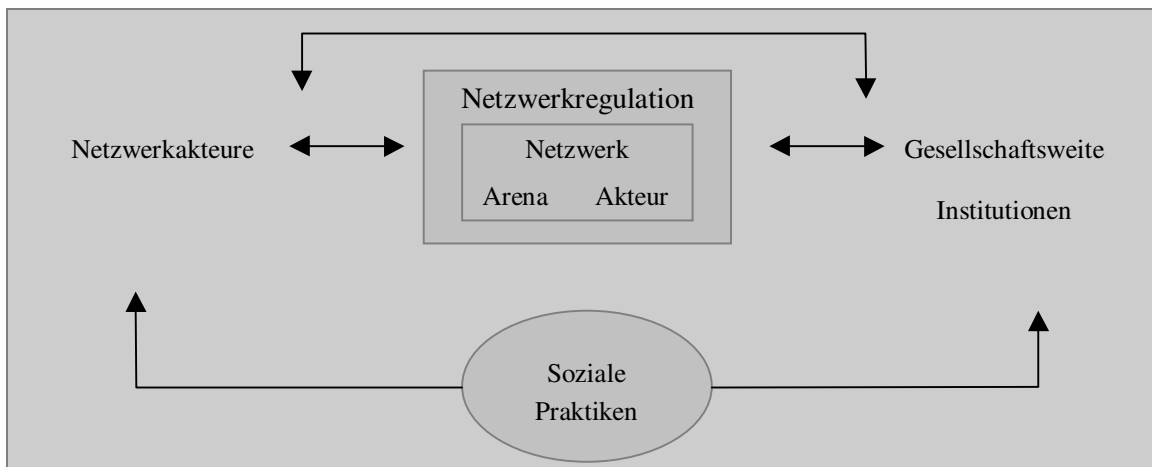 Netzwerkregulation
Netzwerkakteure
Netzwerk
Arena Akteur
Gesellschaftsweite
Institutionen
Soziale
Praktiken